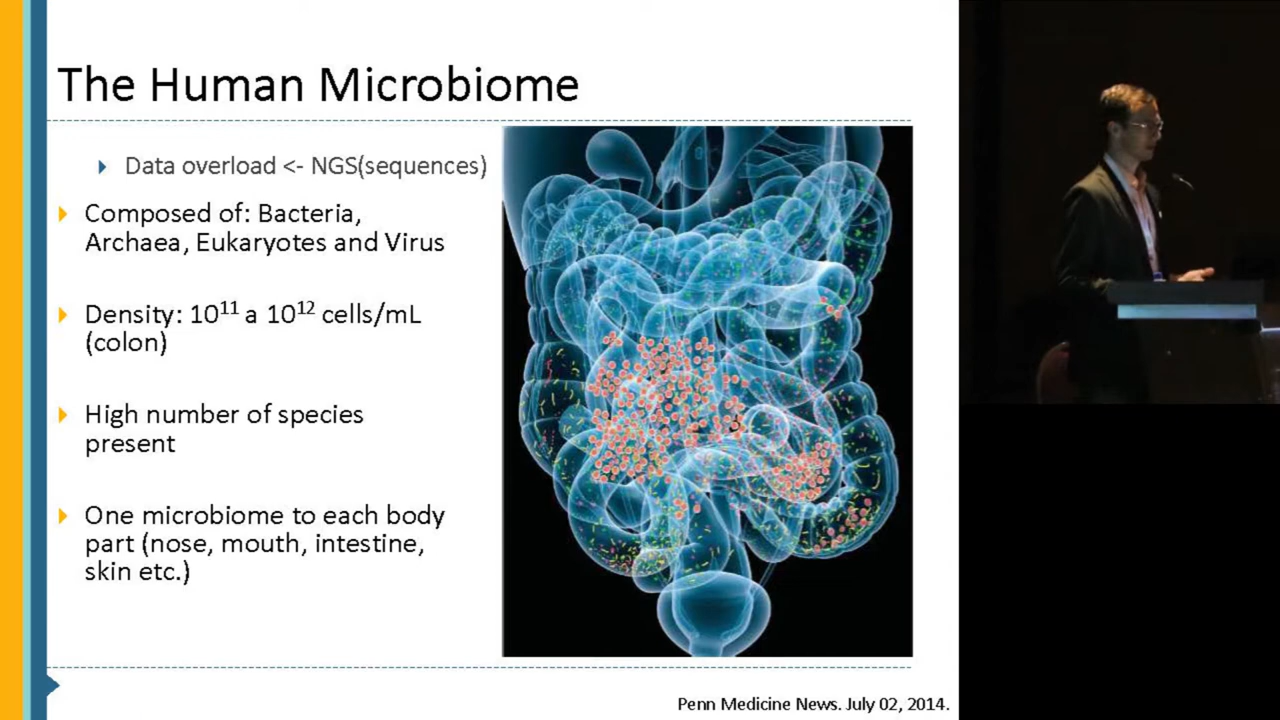 The Human Microbiome
Data overload <- NGS(sequences)
Composed of: Bacteria,
Archaea, Eukaryotes and Virus
Density: 10¹¹ a 10¹² cells/mL
(colon)
High number of species
present
One microbiome to each body
part (nose, mouth, intestine,
skin etc.)
Penn Medicine News. July 02, 2014.